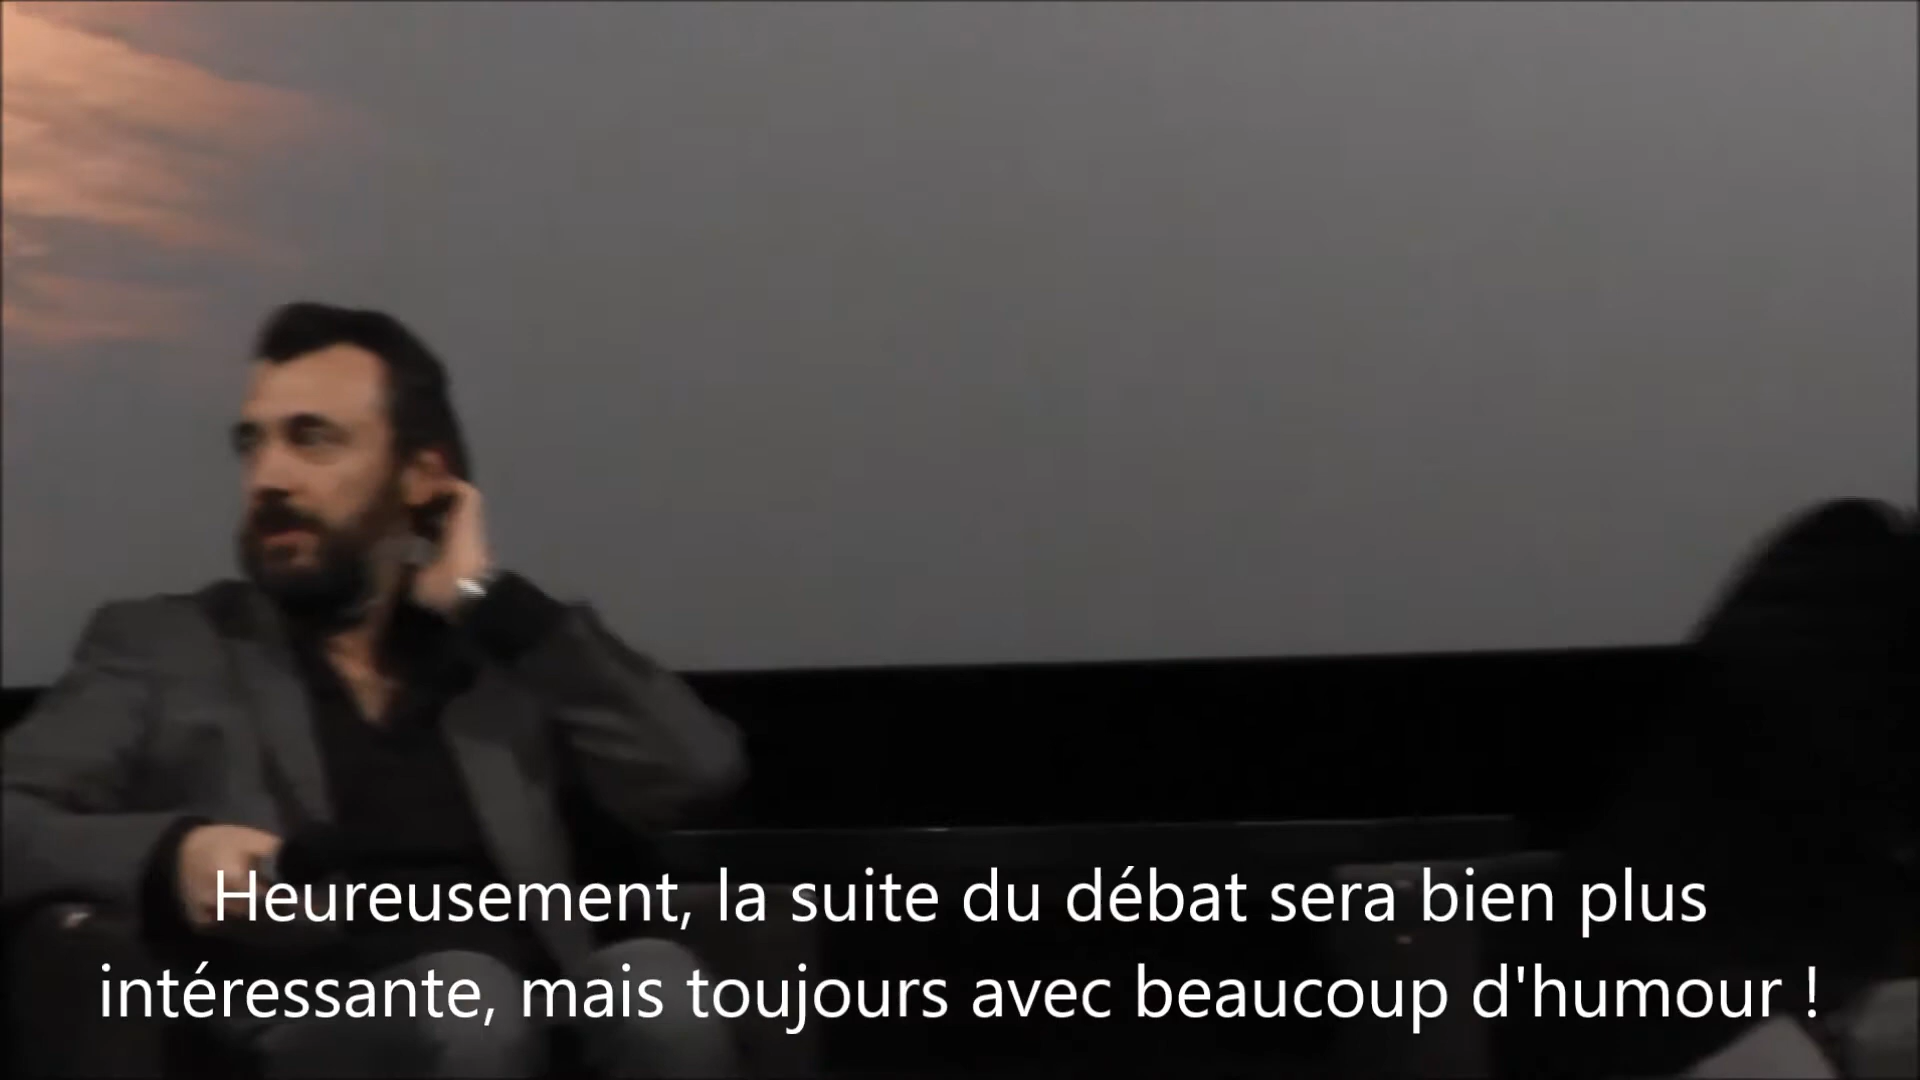 Heureusement, la suite du débat sera bien plus
intéressante, mais toujours avec beaucoup d'humour !